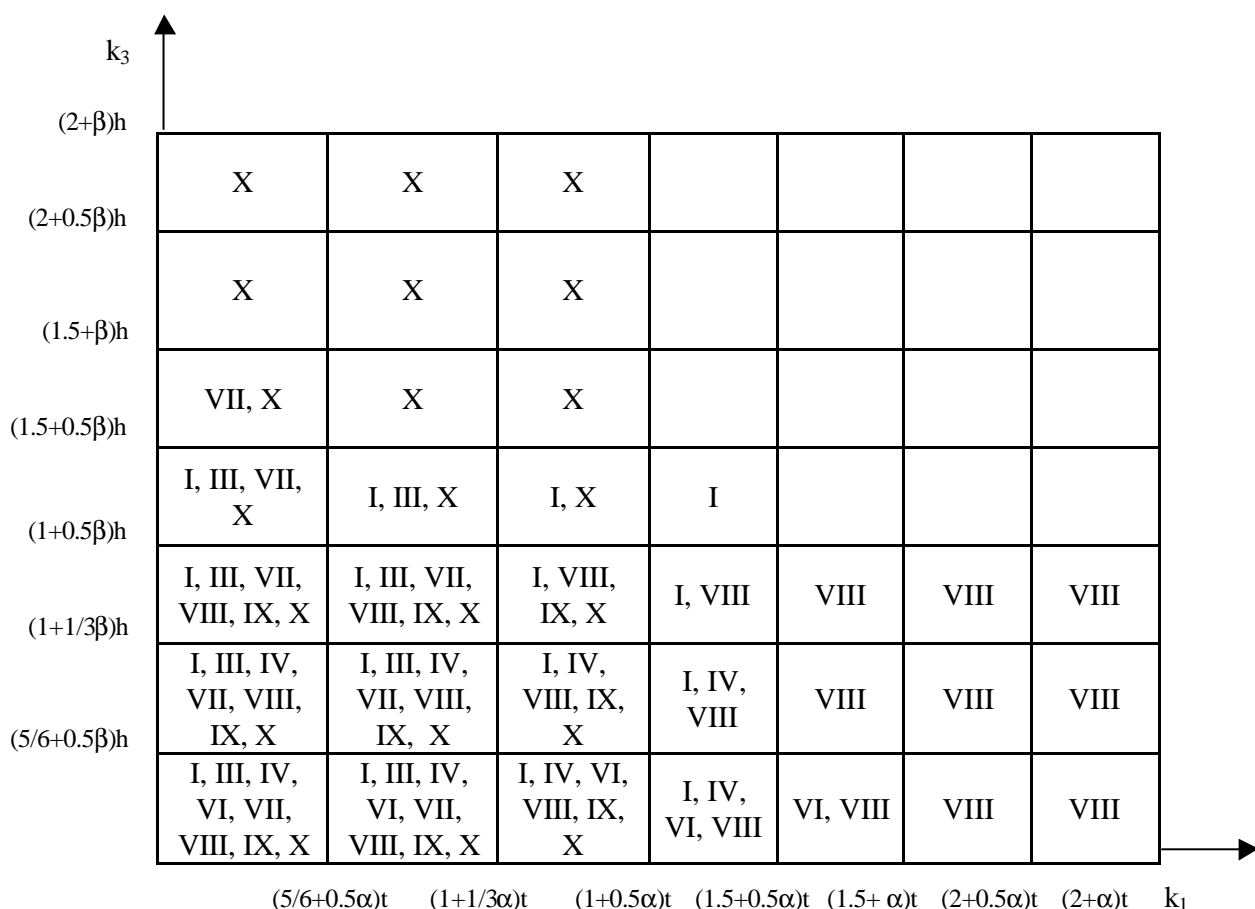 k₃
(2+β)h
X X X
(2+0.5β)h
X X X
(1.5+β)h
VII, X X X
(1.5+0.5β)h
I, III, VII,
X
I, III, X I, X I
(1+0.5β)h
I, III, VII,
VIII, IX, X
I, III, VII,
VIII, IX, X
I, VIII,
IX, X
I, VIII VIII VIII VIII
(1+1/3β)h
I, III, IV,
VII, VIII,
IX, X
I, III, IV,
VII, VIII,
IX, X
I, IV,
VIII, IX,
X
I, IV,
VIII
VIII VIII VIII
(5/6+0.5β)h
I, III, IV,
VI, VII,
VIII, IX, X
I, III, IV,
VI, VII,
VIII, IX, X
I, IV, VI,
VIII, IX,
X
I, IV,
VI, VIII
VI, VIII VIII VIII
(5/6+0.5α)t (1+1/3α)t (1+0.5α)t (1.5+0.5α)t (1.5+ α)t (2+0.5α)t (2+α)t k₁